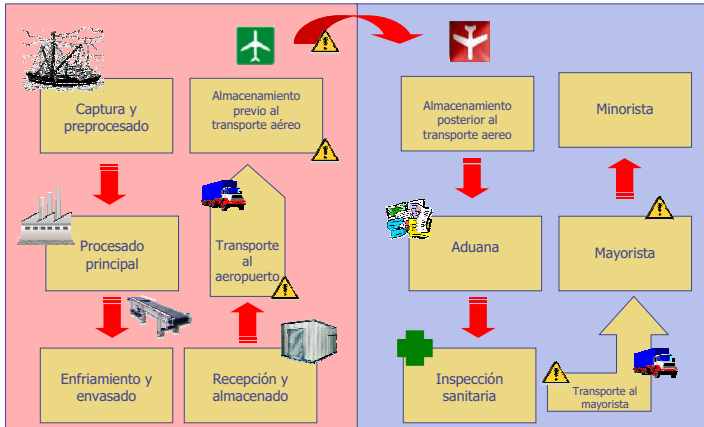 Captura y
preprocesado
Procesado
principal
Enfriamiento y
envasado
Recepción y
almacenado
Transporte
al
aeropuerto
Almacenamiento
previo al
transporte aéreo
Almacenamiento
posterior al
transporte aereo
Aduana
Inspección
sanitaria
Transporte al
mayorista
Mayorista
Minorista